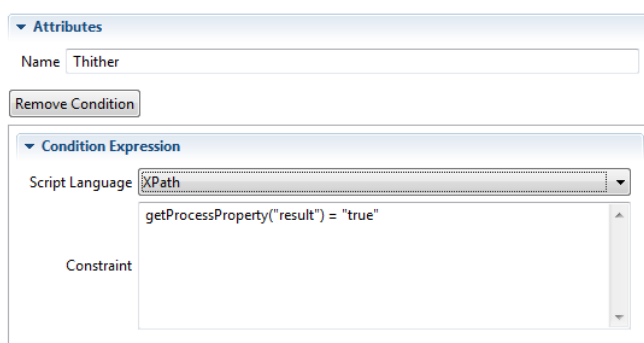 Attributes
Name Thither
Remove Condition
Condition Expression
Script Language XPath
getProcessProperty("result") = "true"
Constraint